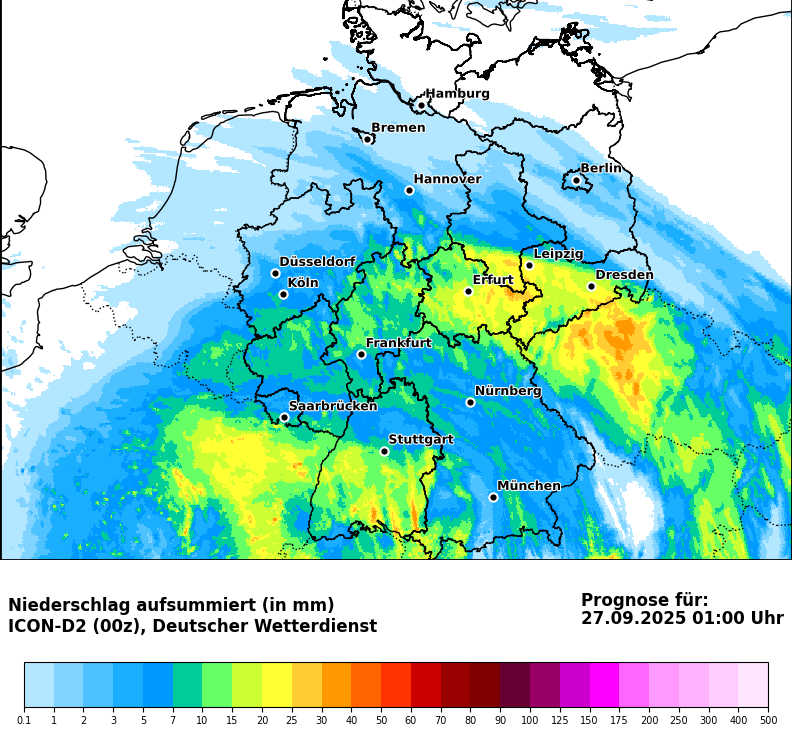 Hamburg
Bremen
Berlin
Hannover
Leipzig
Düsseldorf
Dresden
Köln
Erfurt
Frankfurt
Nürnberg
Saarbrücken
Stuttgart
München
Niederschlag aufsummiert (in mm)
ICON-D2 (00z), Deutscher Wetterdienst
Prognose für:
27.09.2025 01:00 Uhr
0.1 1 2 3 5 7 10 15 20 25 30 40 50 60 70 80 90 100 125 150 175 200 250 300 400 500